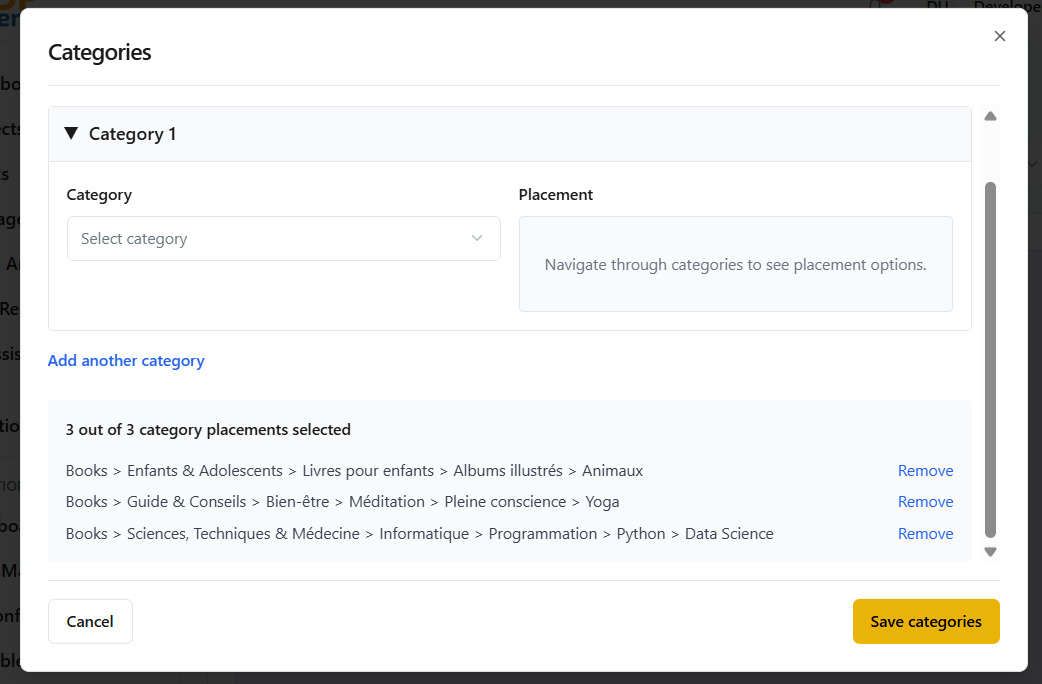 Categories
Category 1
Category
Placement
Select category
Navigate through categories to see placement options.
Add another category
3 out of 3 category placements selected
Books > Enfants & Adolescents > Livres pour enfants > Albums illustrés > Animaux
Remove
Books > Guide & Conseils > Bien-être > Méditation > Pleine conscience > Yoga
Remove
Books > Sciences, Techniques & Médecine > Informatique > Programmation > Python > Data Science
Remove
Cancel
Save categories